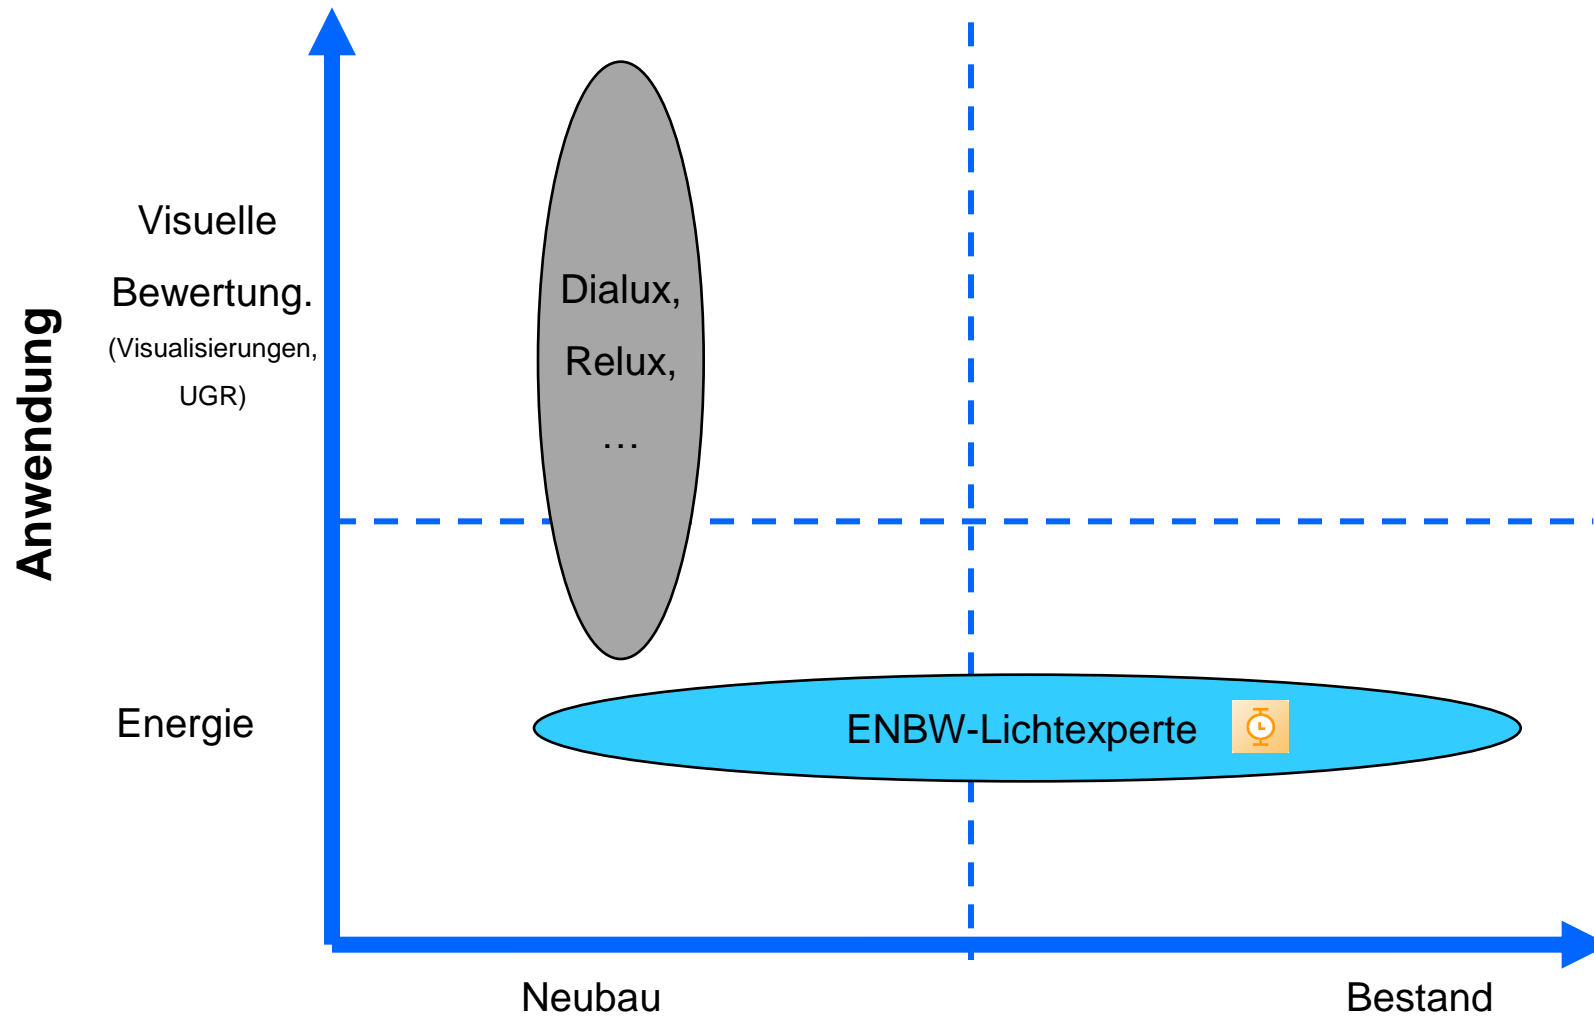 Anwendung
Visuelle
Bewertung.
(Visualisierungen,
UGR)
Dialux,
Relux,
…
Energie
ENBW-Lichtexperte
Neubau
Bestand